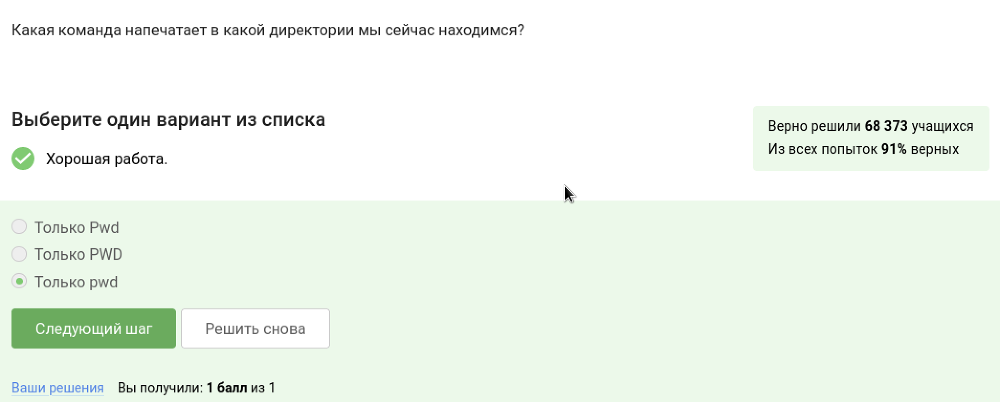 Какая команда напечатает в какой директории мы сейчас находимся?
Выберите один вариант из списка
Хорошая работа.
Верно решили 68 373 учащихся
Из всех попыток 91% верных
Только Pwd
Только PWD
Только pwd
Следующий шаг
Решить снова
Ваши решения Вы получили: 1 балл из 1